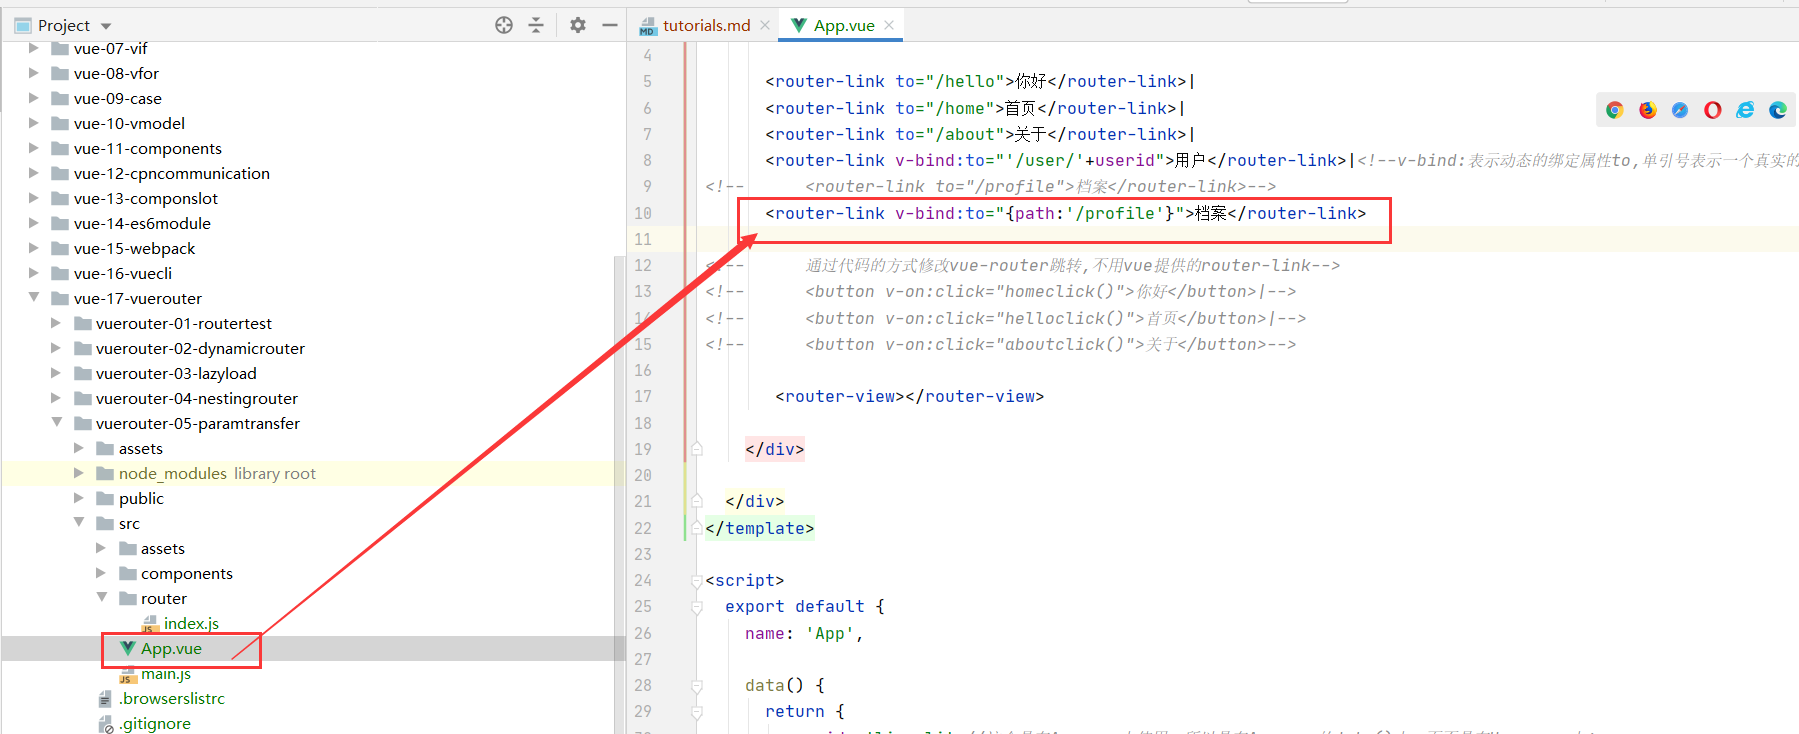 Project
vue-07-vif
vue-08-vfor
vue-09-case
vue-10-vmodel
vue-11-components
vue-12-cpncommunication
vue-13-componslot
vue-14-es6module
vue-15-webpack
vue-16-vuecli
vue-17-vuerouter
vuerouter-01-routertest
vuerouter-02-dynamicrouter
vuerouter-03-lazyload
vuerouter-04-nestingrouter
vuerouter-05-paramtransfer
assets
node_modules library root
public
src
assets
components
router
index.js
App.vue
main.js
.browserslistrc
.gitignore
tutorials.md
App.vue
4
5 <router-link to="/hello">你好</router-link>|
6 <router-link to="/home">首页</router-link>|
7 <router-link to="/about">关于</router-link>|
8 <router-link v-bind:to="'/user/'+userid">用户</router-link>|<!--v-bind:表示动态的绑定属性to,单引号表示一个真实的
9 <!-- <router-link to="/profile">档案</router-link>-->
10 <router-link v-bind:to="{path:'/profile'}">档案</router-link>
11
12 <!-- 通过代码的方式修改vue-router跳转,不用vue提供的router-link-->
13 <!-- <button v-on:click="homeclick()">你好</button>|-->
14 <!-- <button v-on:click="helloclick()">首页</button>|-->
15 <!-- <button v-on:click="aboutclick()">关于</button>-->
16
17 <router-view></router-view>
18
19 </div>
20
21 </div>
22 </template>
23
24 <script>
25 export default {
26 name: 'App',
27
28 data() {
29 return {